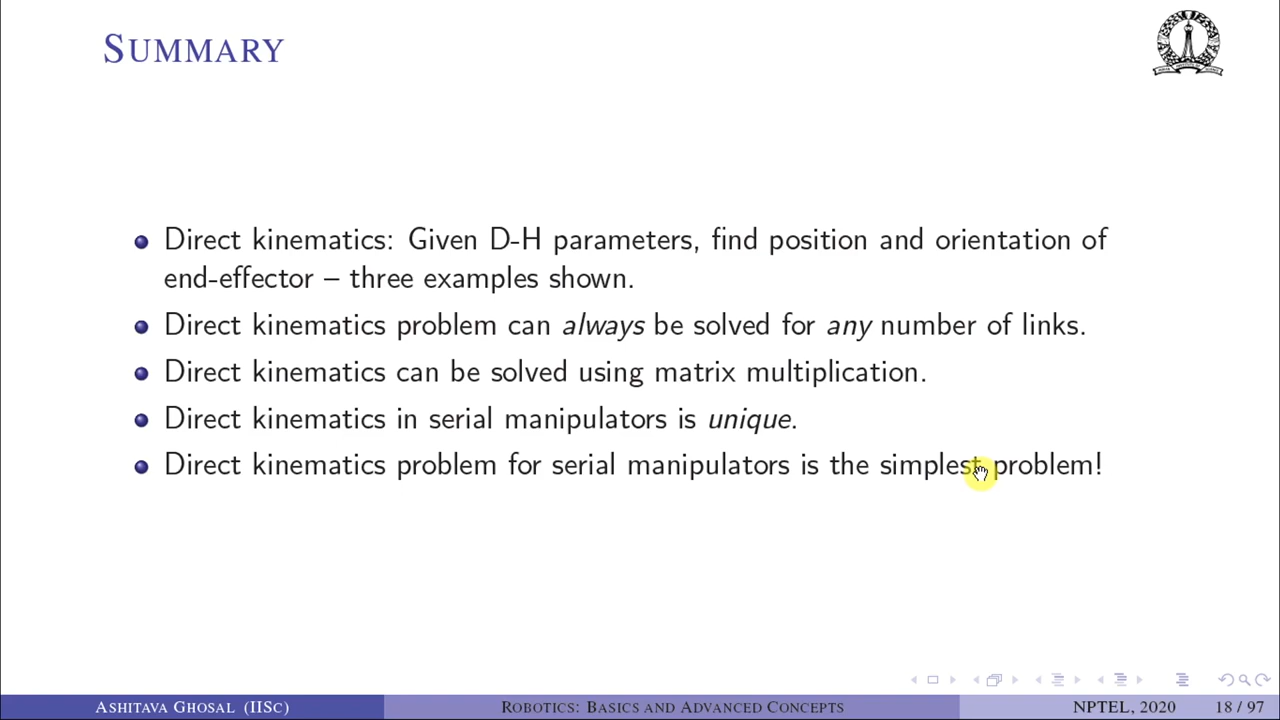 SUMMARY
Direct kinematics: Given D-H parameters, find position and orientation of
end-effector – three examples shown.
Direct kinematics problem can always be solved for any number of links.
Direct kinematics can be solved using matrix multiplication.
Direct kinematics in serial manipulators is unique.
Direct kinematics problem for serial manipulators is the simplest problem!
ASHITAVA GHOSAL (IISC) ROBOTICS: BASICS AND ADVANCED CONCEPTS NPTEL, 2020 18 / 97